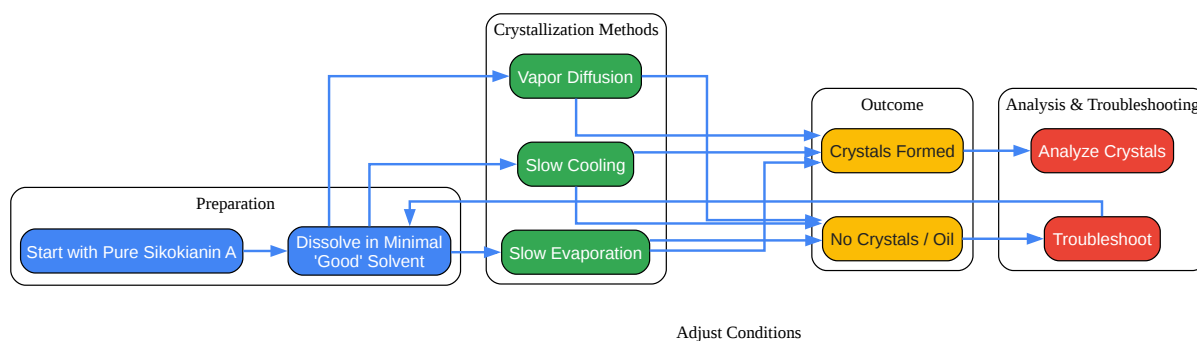 Crystallization Methods
Vapor Diffusion
Slow Cooling
Slow Evaporation
Preparation
Start with Pure Sikokianin A
Dissolve in Minimal
'Good' Solvent
Outcome
Crystals Formed
No Crystals / Oil
Analysis & Troubleshooting
Analyze Crystals
Troubleshoot
Adjust Conditions